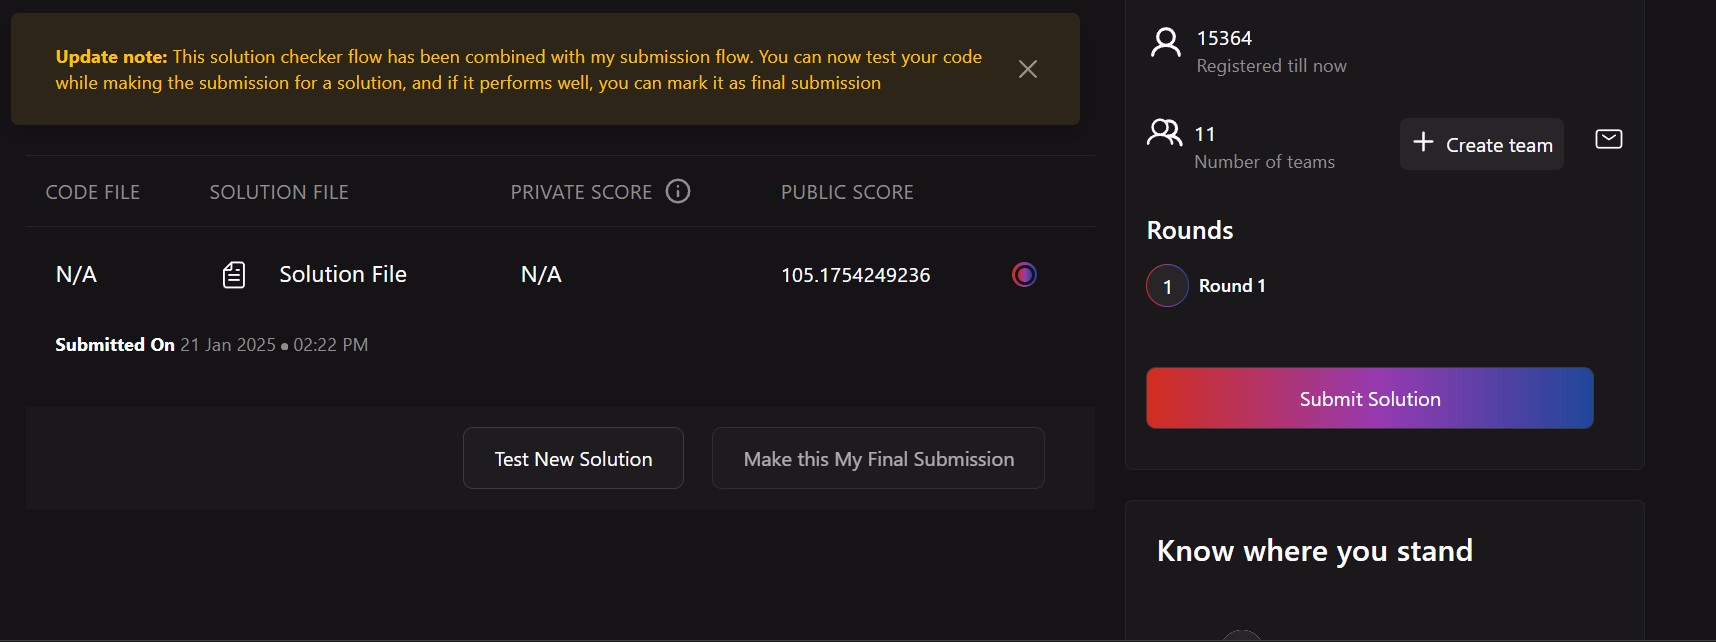 Update note: This solution checker flow has been combined with my submission flow. You can now test your code
while making the submission for a solution, and if it performs well, you can mark it as final submission
CODE FILE SOLUTION FILE PRIVATE SCORE PUBLIC SCORE
N/A Solution File N/A 105.1754249236
Submitted On 21 Jan 2025 • 02:22 PM
Test New Solution Make this My Final Submission
15364
Registered till now
11
Number of teams
+ Create team
Rounds
1 Round 1
Submit Solution
Know where you stand